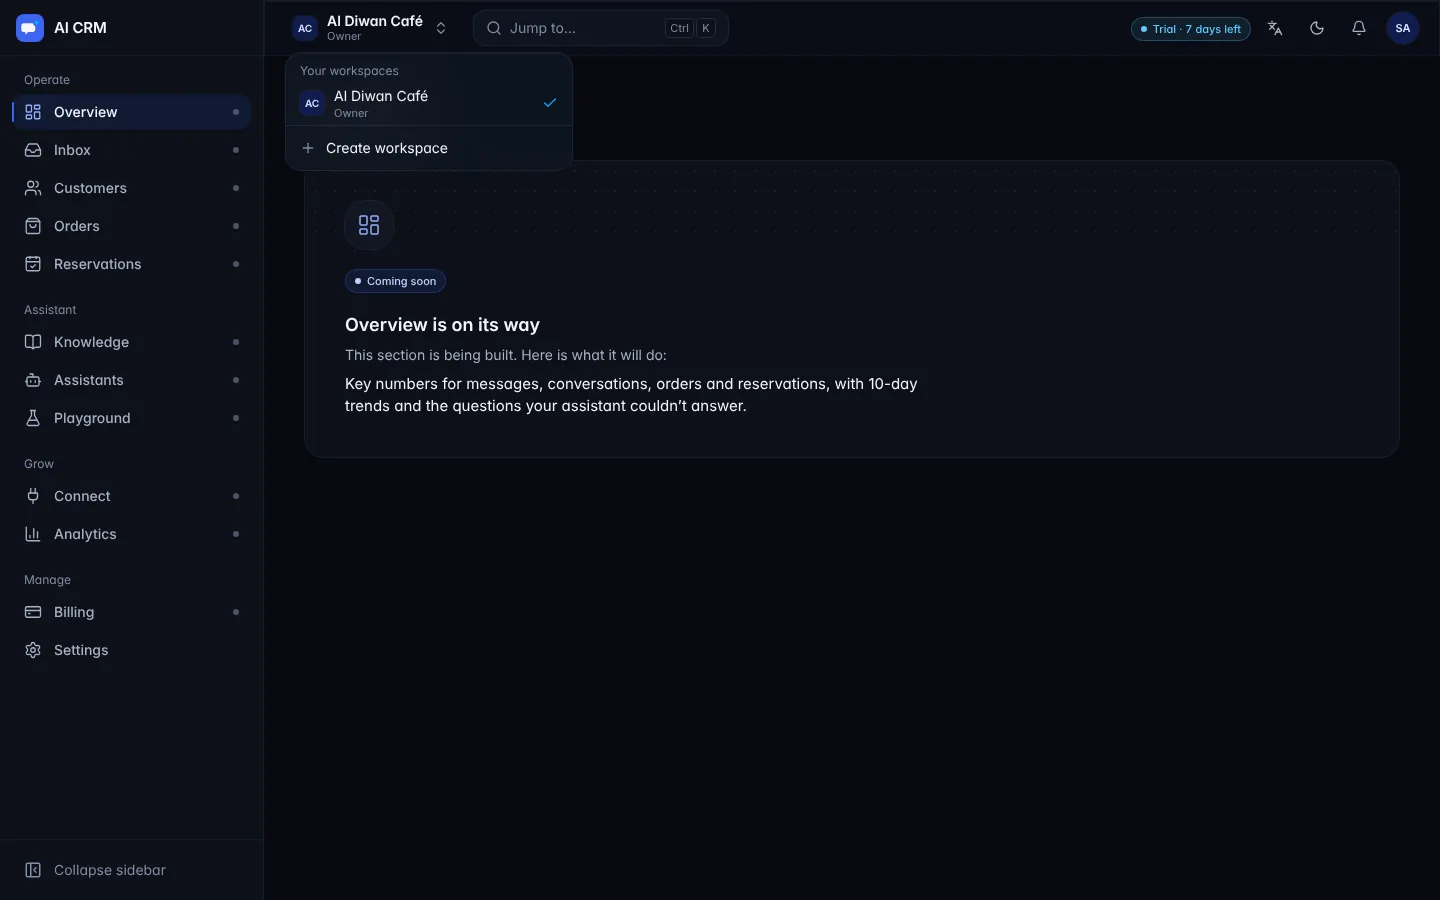 AI CRM
AC
Al Diwan Café
Owner
Jump to...
Ctrl K
Trial · 7 days left
SA
Your workspaces
AC
Al Diwan Café
Owner
Create workspace
Operate
Overview
Inbox
Customers
Orders
Reservations
Assistant
Knowledge
Assistants
Playground
Grow
Connect
Analytics
Manage
Billing
Settings
Collapse sidebar
Coming soon
Overview is on its way
This section is being built. Here is what it will do:
Key numbers for messages, conversations, orders and reservations, with 10-day
trends and the questions your assistant couldn’t answer.